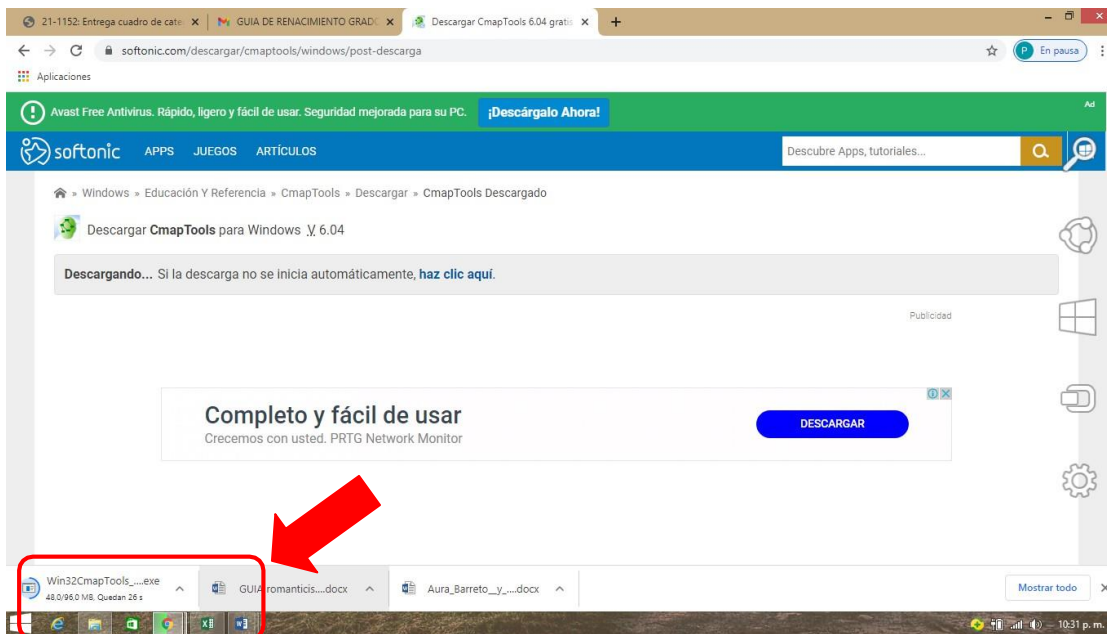 21-1152: Entrega cuadro de cate
GUIA DE RENACIMIENTO GRADO
Descargar CmapTools 6.04 gratis
softonic.com/descargar/cmaptools/windows/post-descarga
En pausa
Aplicaciones
Avast Free Antivirus. Rápido, ligero y fácil de usar. Seguridad mejorada para su PC. ¡Descárgalo Ahora!
Ad
softonic APPS JUEGOS ARTÍCULOS Descubre Apps, tutoriales...
» Windows » Educación Y Referencia » CmapTools » Descargar » CmapTools Descargado
Descargar CmapTools para Windows V 6.04
Descargando... Si la descarga no se inicia automáticamente, haz clic aquí.
Publicidad
Completo y fácil de usar
Crecemos con usted. PRTG Network Monitor
DESCARGAR
Win32CmapTools_....exe
48,0/96,0 MB, Quedan 26 s
GUIA romanticis....docx
Aura_Barreto__y_....docx
Mostrar todo
10:31 p. m.